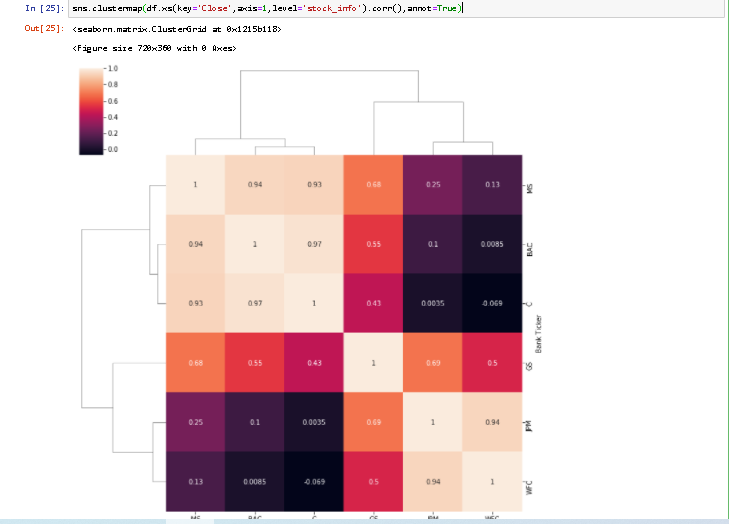 In [25]: sns.clustermap(df.xs(key='Close',axis=1,level='stock_info').corr(),annot=True)
Out[25]: <seaborn.matrix.ClusterGrid at 0x1215b118>
<Figure size 720x360 with 0 Axes>
1.0
0.8
0.6
0.4
0.2
0.0
1 0.94 0.93 0.68 0.25 0.13 MS
0.94 1 0.97 0.55 0.1 0.0085 BAC
0.93 0.97 1 0.43 0.0035 -0.069 C
Bank Ticker
0.68 0.55 0.43 1 0.69 0.5 GS
0.25 0.1 0.0035 0.69 1 0.94 JPM
0.13 0.0085 -0.069 0.5 0.94 1 WFC